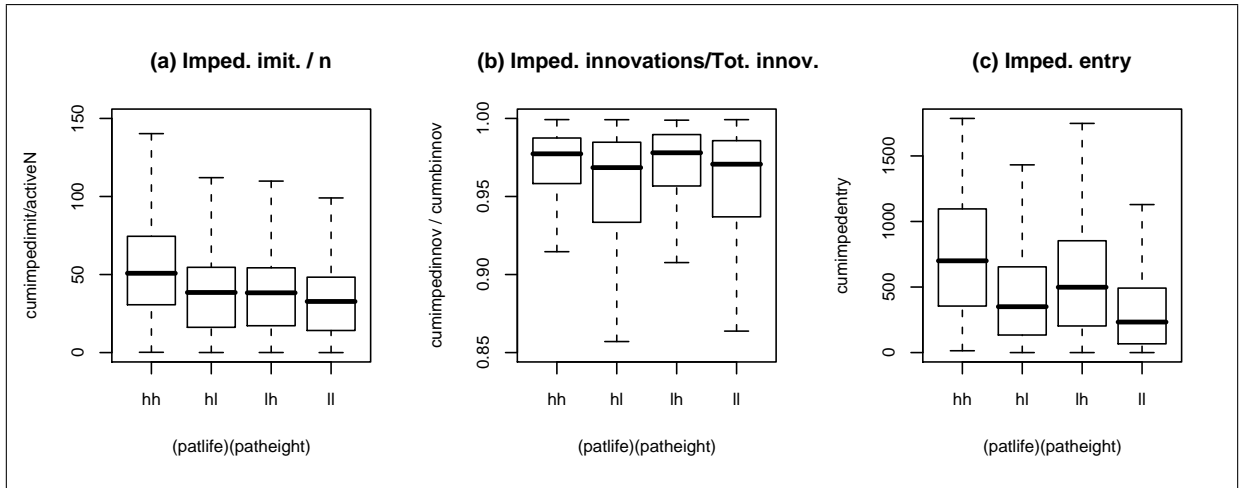 (a) Imped. imit. / n
cumimpedimit/activeN
150
100
50
0
hh hl lh ll
(patlife)(patheight)
(b) Imped. innovations/Tot. innov.
cumimpedinnov / cumnbinnov
1.00
0.95
0.90
0.85
hh hl lh ll
(patlife)(patheight)
(c) Imped. entry
cumimpedentry
1500
1000
500
0
hh hl lh ll
(patlife)(patheight)